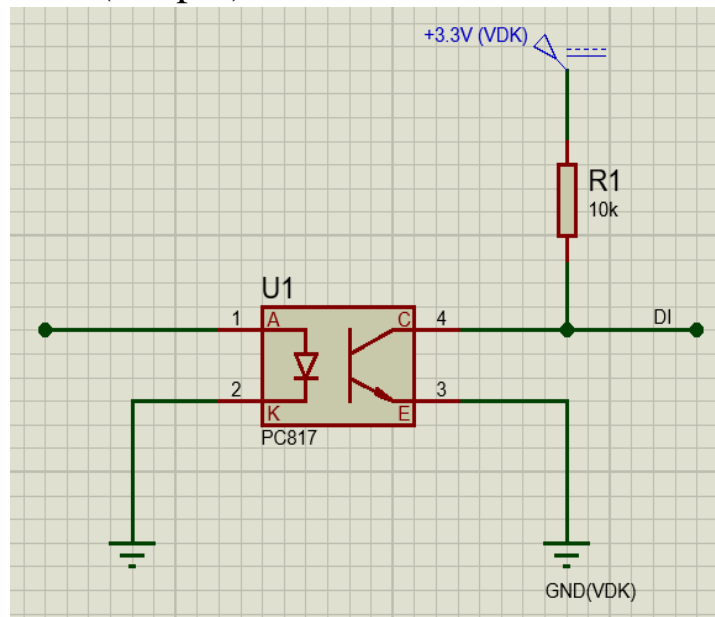 +3.3V (VDK)
R1
10k
U1
1
A
C
4
DI
2
K
E
3
PC817
GND(VDK)